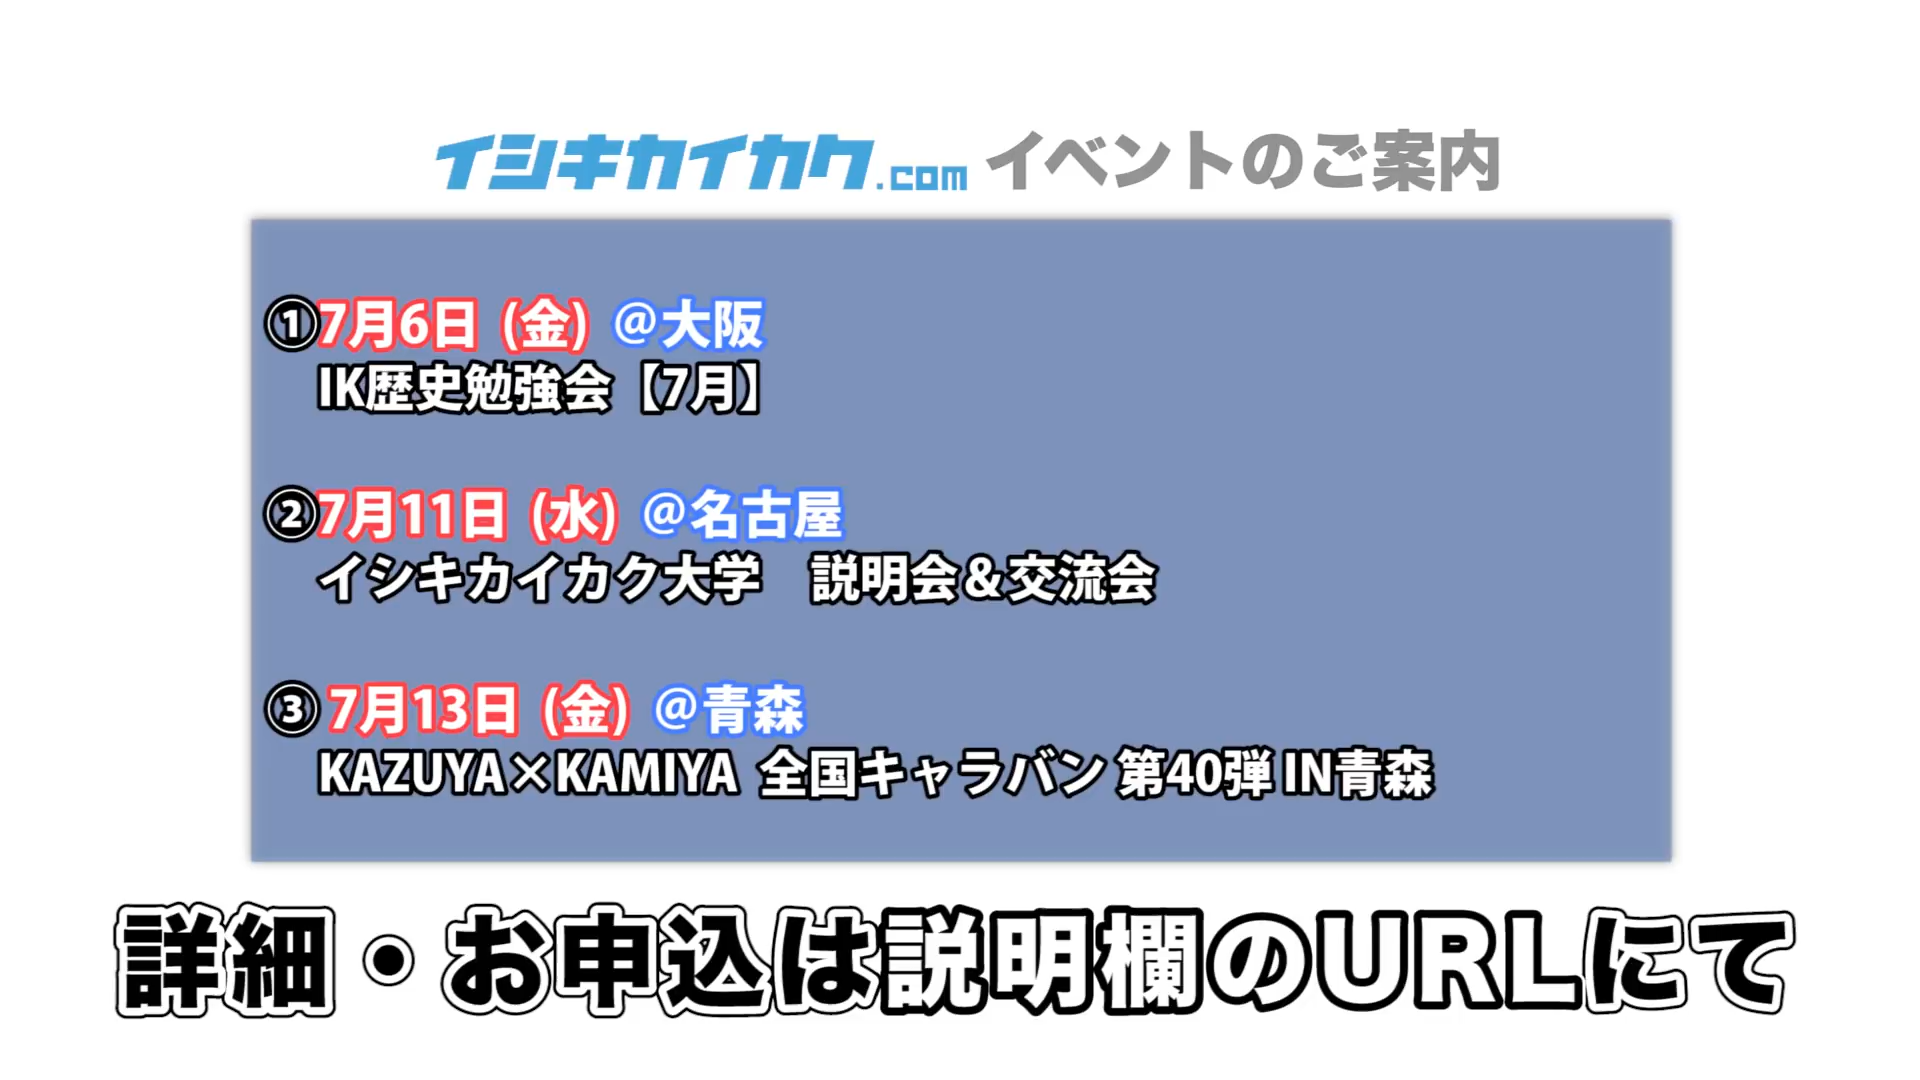 イシキカイカク.com イベントのご案内
①7月6日 (金) @大阪
IK歴史勉強会【7月】
②7月11日 (水) @名古屋
イシキカイカク大学　説明会＆交流会
③7月13日 (金) @青森
KAZUYA×KAMIYA 全国キャラバン 第40弾 IN青森
詳細・お申込は説明欄のURLにて